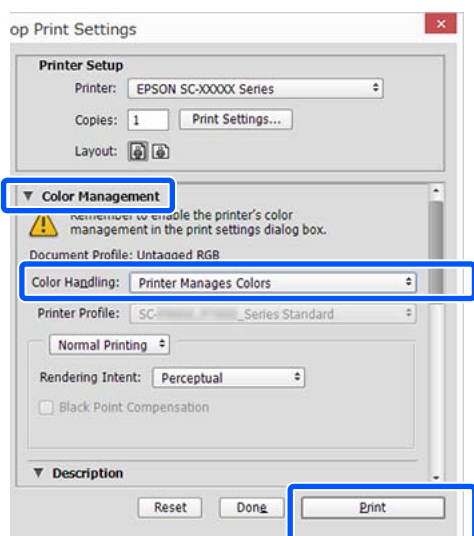 op Print Settings
Printer Setup
Printer: EPSON SC-XXXXX Series
Copies: 1 Print Settings...
Layout:
Color Management
Remember to enable the printer's color
management in the print settings dialog box.
Document Profile: Untagged RGB
Color Handling: Printer Manages Colors
Printer Profile: SC- _Series Standard
Normal Printing
Rendering Intent: Perceptual
Black Point Compensation
Description
Reset Done Print